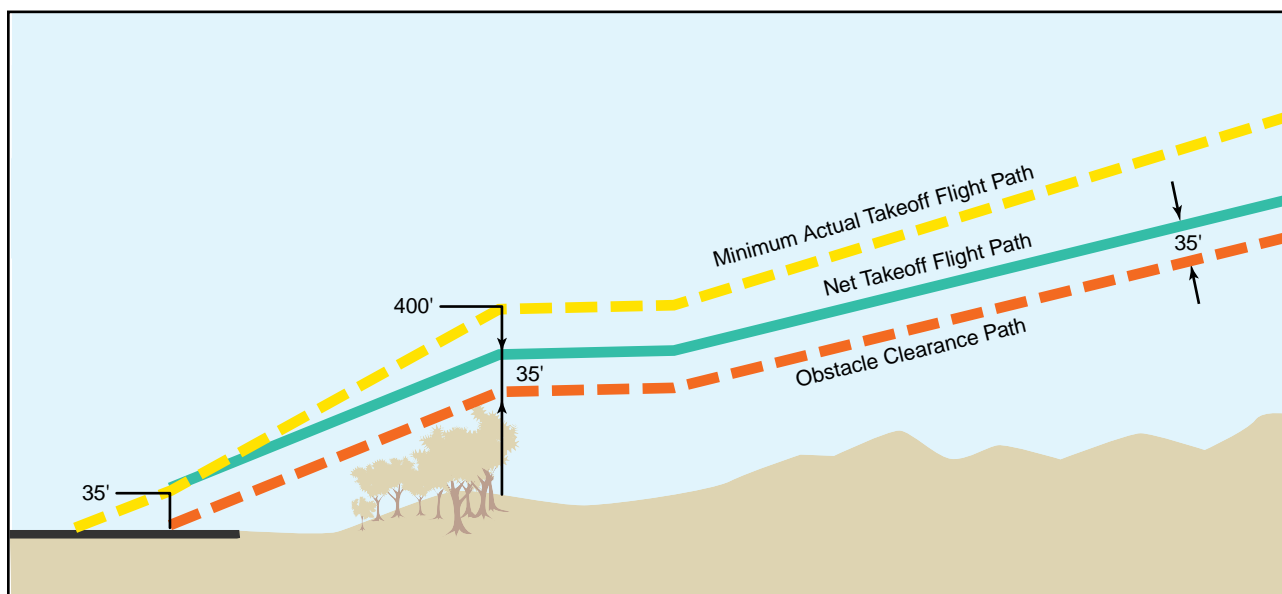 Minimum Actual Takeoff Flight Path
Net Takeoff Flight Path
35'
400'
Obstacle Clearance Path
35'
35'